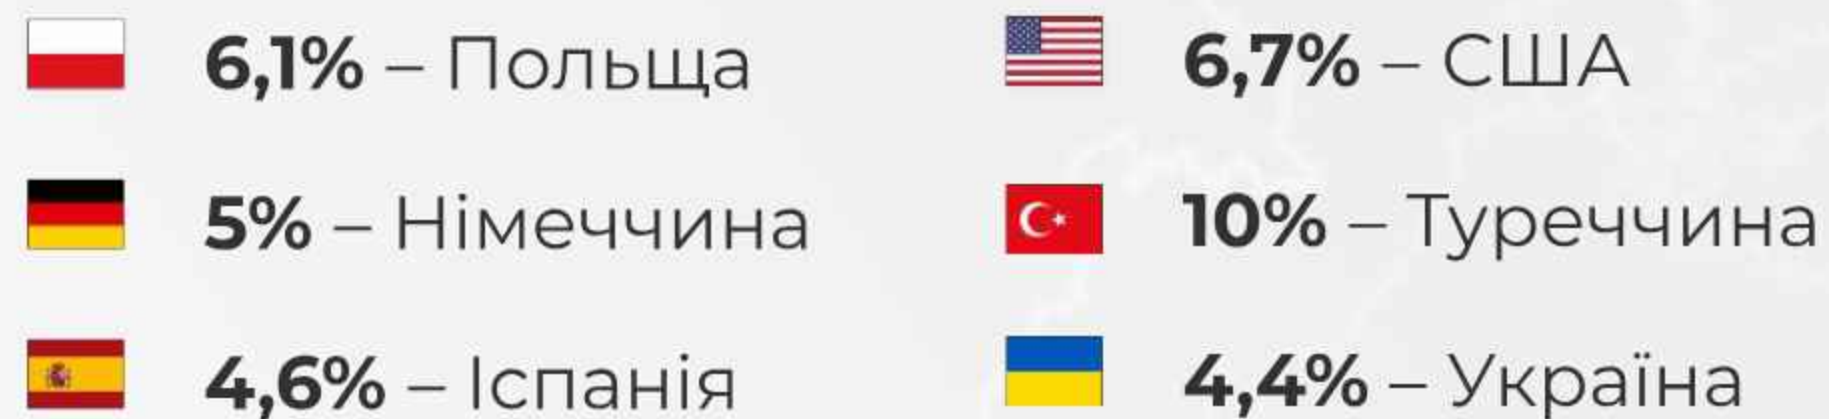 6,1% – Польща
5% – Німеччина
4,6% – Іспанія
6,7% – США
10% – Туреччина
4,4% – Україна